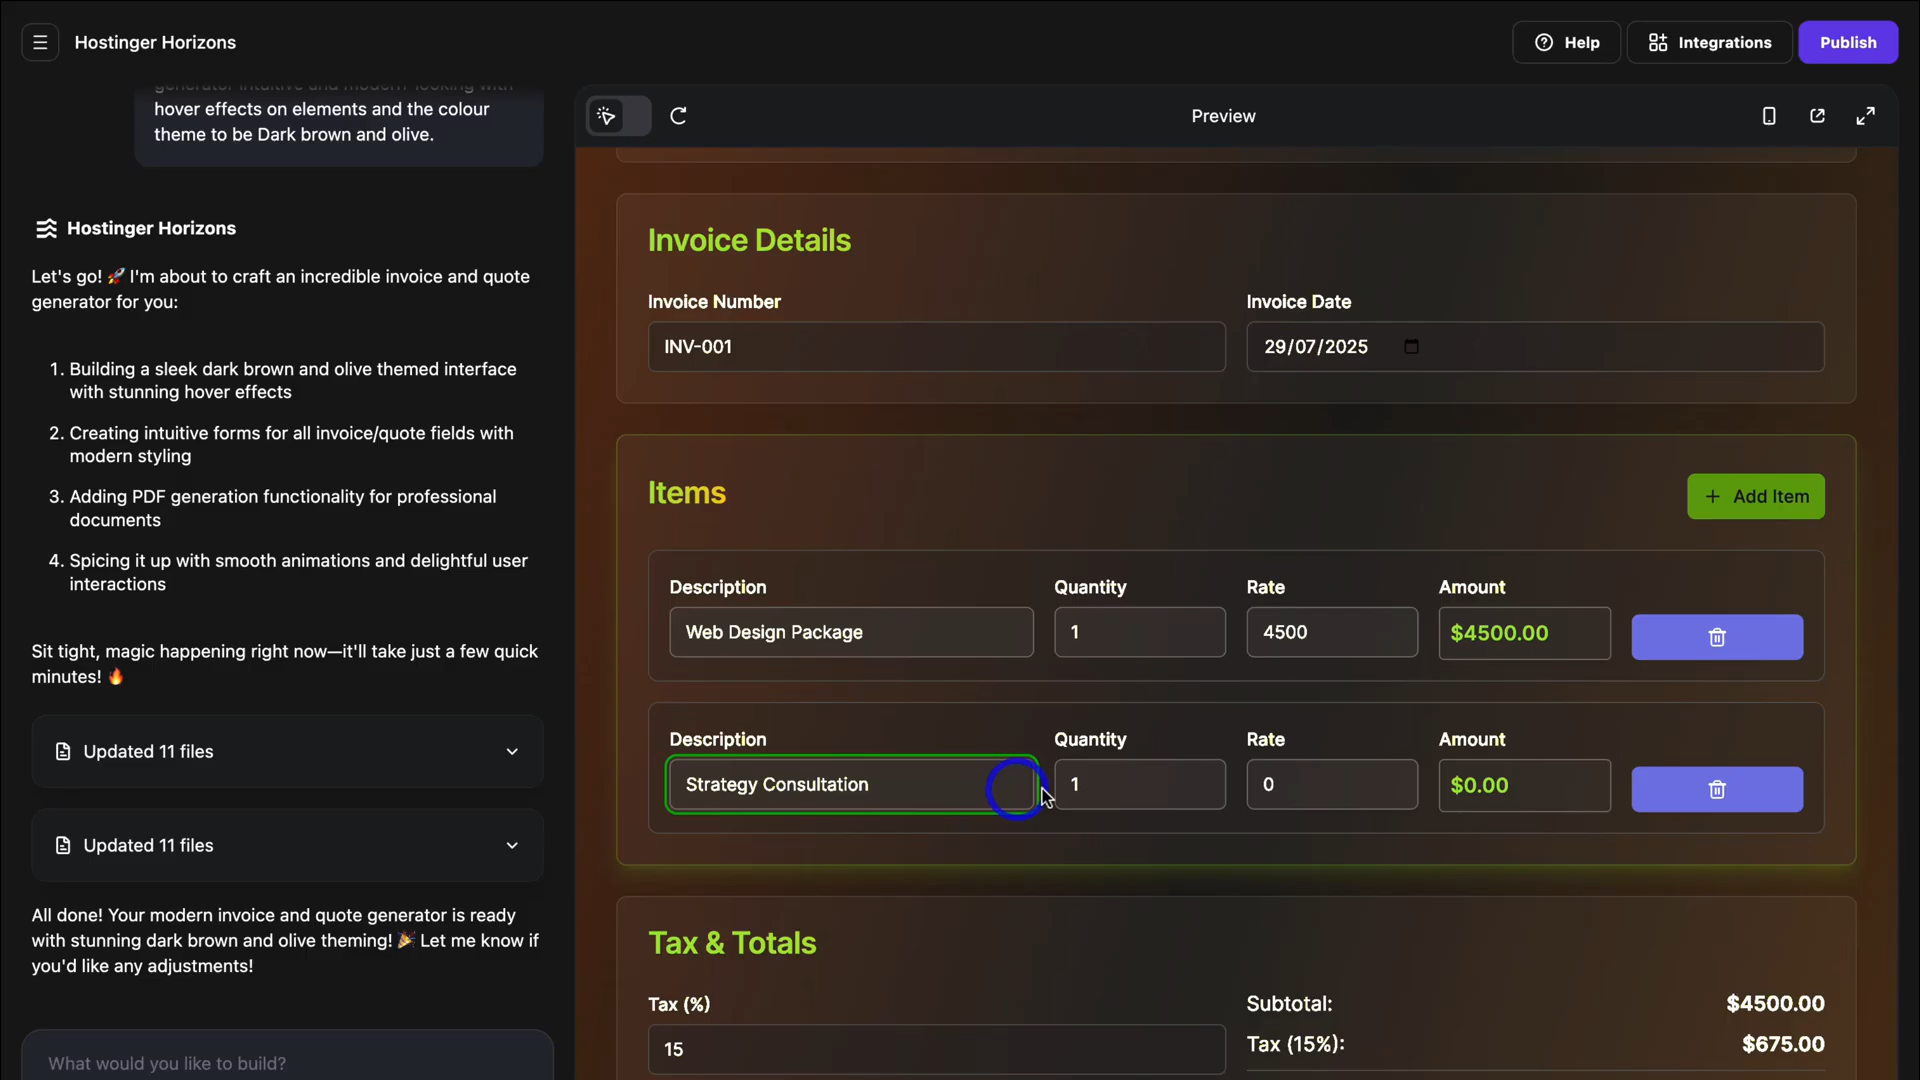 Hostinger Horizons
Help
Integrations
Publish
generator intuitive and modern looking with
hover effects on elements and the colour
theme to be Dark brown and olive.
Hostinger Horizons
Let's go! 🚀 I'm about to craft an incredible invoice and quote
generator for you:
1. Building a sleek dark brown and olive themed interface
with stunning hover effects
2. Creating intuitive forms for all invoice/quote fields with
modern styling
3. Adding PDF generation functionality for professional
documents
4. Spicing it up with smooth animations and delightful user
interactions
Sit tight, magic happening right now—it'll take just a few quick
minutes! 🔥
Updated 11 files
Updated 11 files
All done! Your modern invoice and quote generator is ready
with stunning dark brown and olive theming! 🎉 Let me know if
you'd like any adjustments!
What would you like to build?
Preview
Invoice Details
Invoice Number
Invoice Date
INV-001
29/07/2025
Items
+ Add Item
Description
Quantity
Rate
Amount
Web Design Package
1
4500
$4500.00
Description
Quantity
Rate
Amount
Strategy Consultation
1
0
$0.00
Tax & Totals
Tax (%)
15
Subtotal:
$4500.00
Tax (15%):
$675.00